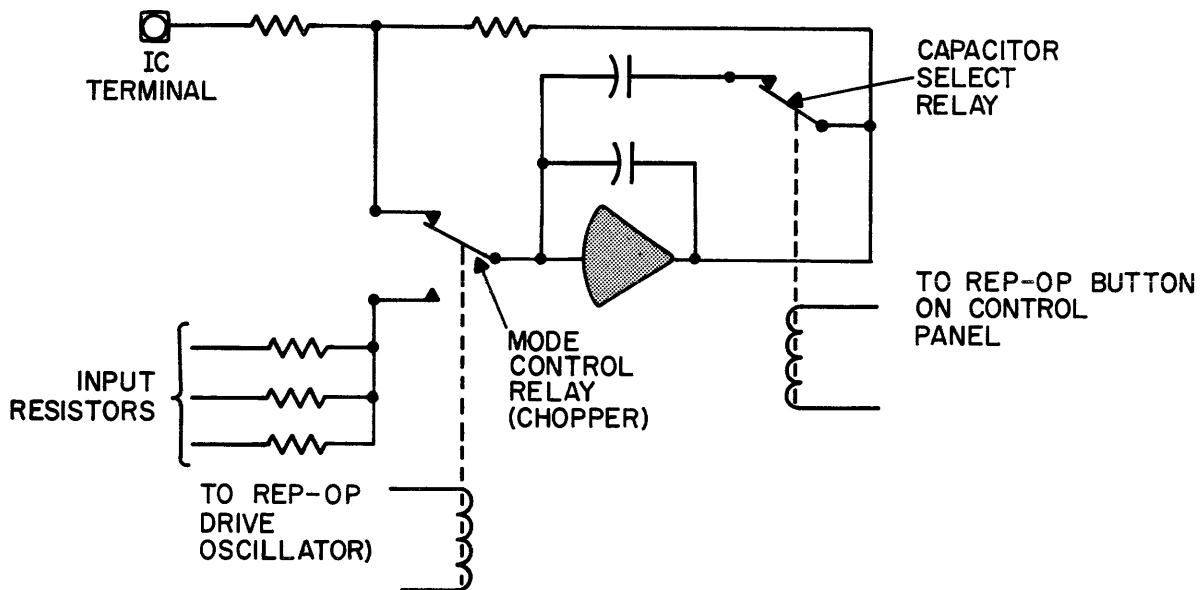 IC
TERMINAL
CAPACITOR
SELECT
RELAY
TO REP-OP BUTTON
ON CONTROL
PANEL
MODE
CONTROL
RELAY
(CHOPPER)
INPUT
RESISTORS
TO REP-OP
DRIVE
OSCILLATOR)